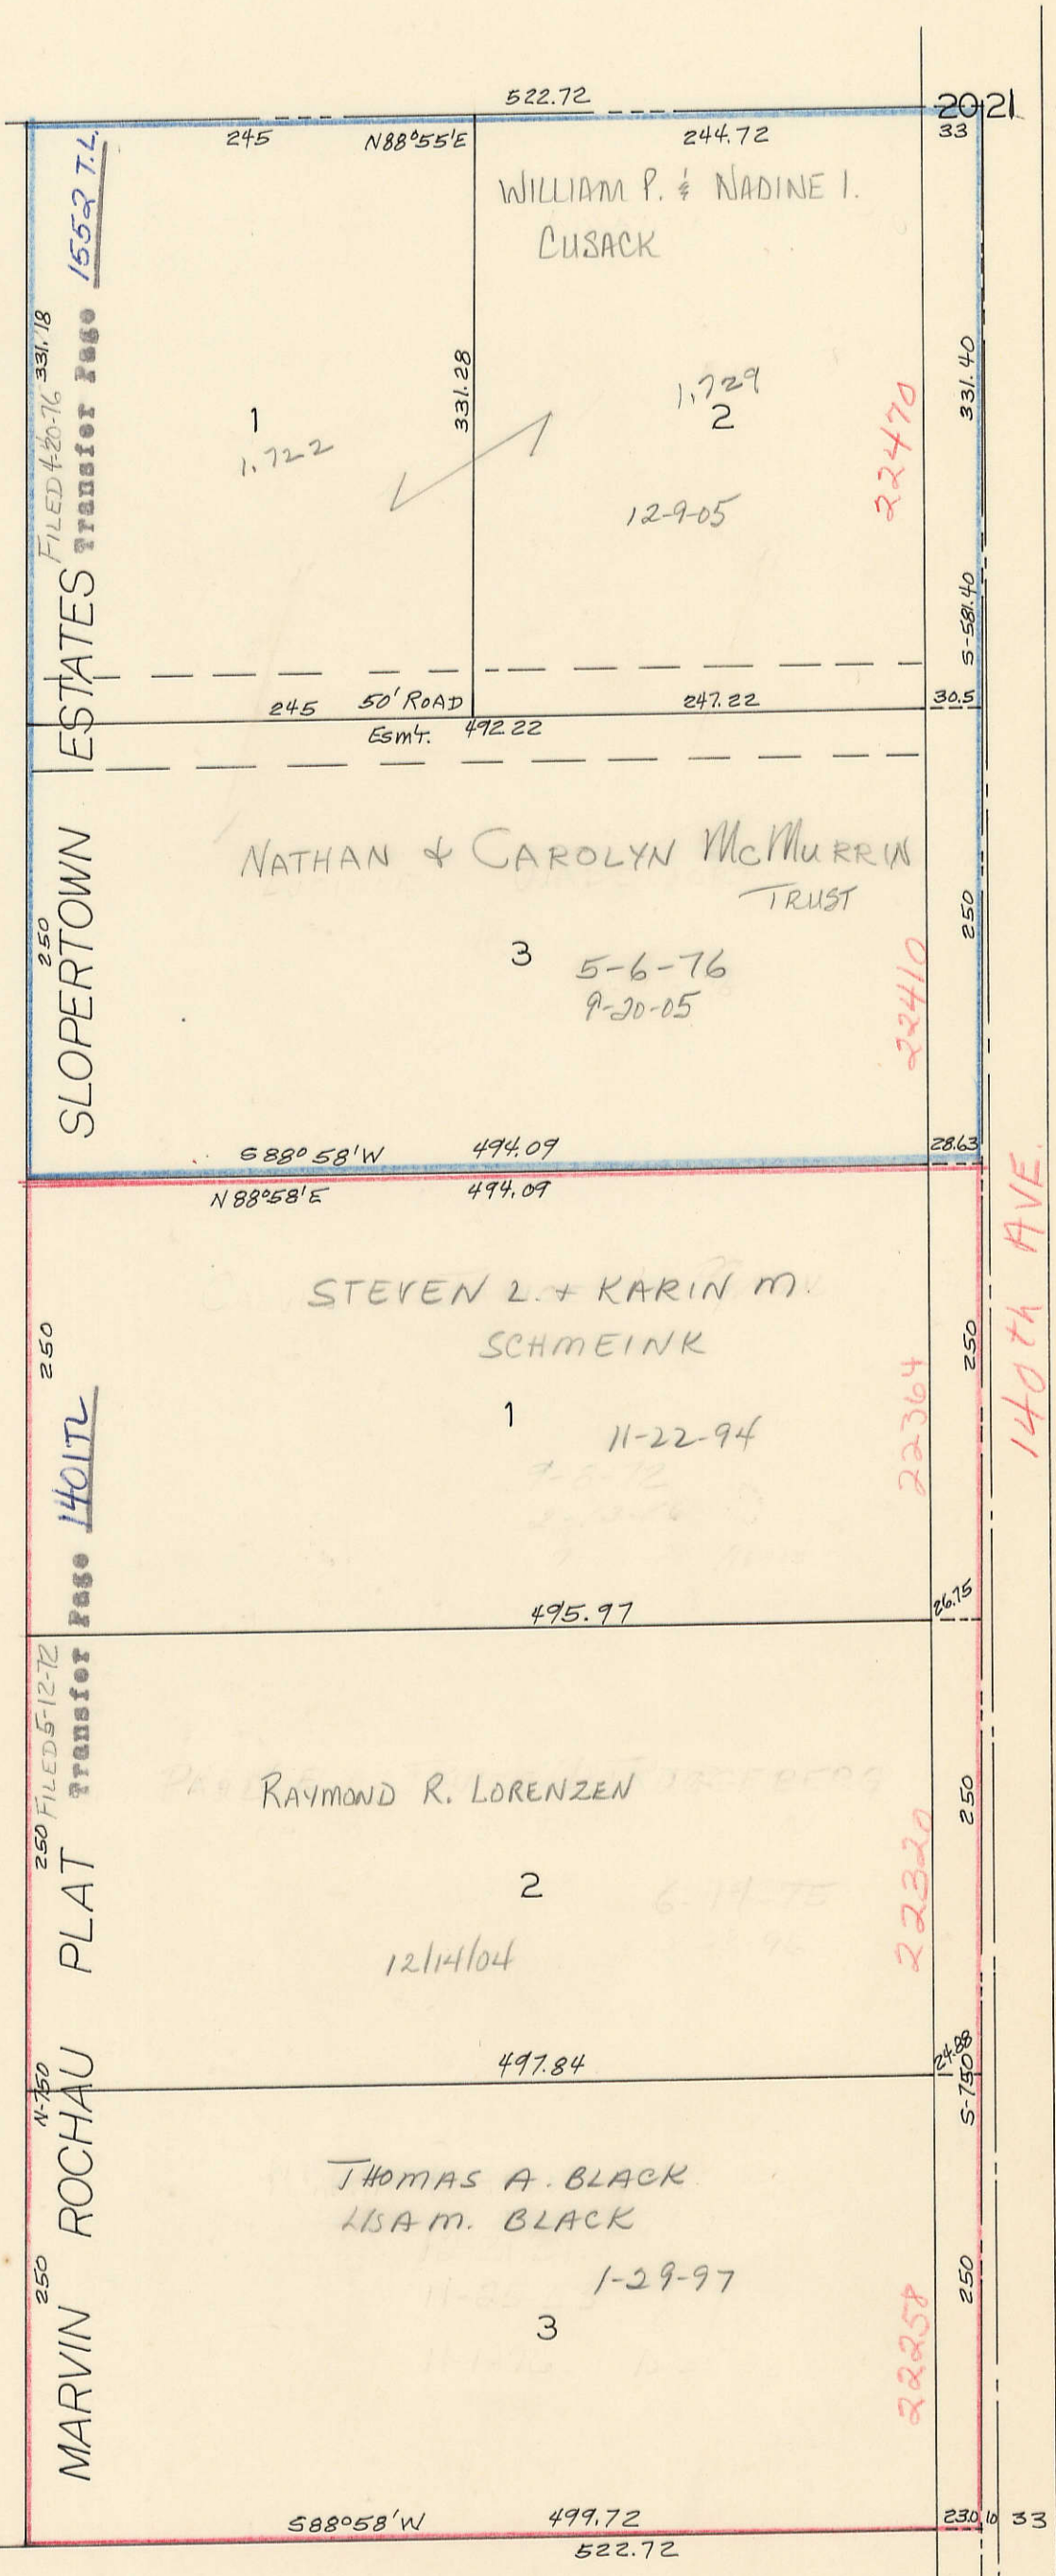 522.72
20 21
245 N88°55'E 244.72 33
WILLIAM P. & NADINE I.
CUSACK
SLOPERTOWN ESTATES
FILED 4-20-76 331.18
Transfer Page 1552 T.L.
331.28
331.40
1
1.722
1.729
2
12-9-05
22470
S-581.40
245 50' ROAD 247.22 30.5
ESM'T. 492.22
NATHAN & CAROLYN McMURRIN
TRUST
250
250
3
5-6-76
9-20-05
22410
S88°58'W 494.09 28.63
N88°58'E 494.09
140th AVE.
STEVEN L. + KARIN M.
SCHMEINK
250
250
1
11-22-94
22364
495.97 26.75
MARVIN ROCHAU PLAT
250 FILED 5-12-72
Transfer Page 1401TL
RAYMOND R. LORENZEN
250
2
12/14/04
22320
497.84 24.88
N-750
S-750
THOMAS A. BLACK
LISA M. BLACK
1-29-97
250
250
3
22258
S88°58'W 499.72 23.0 10 33
522.72